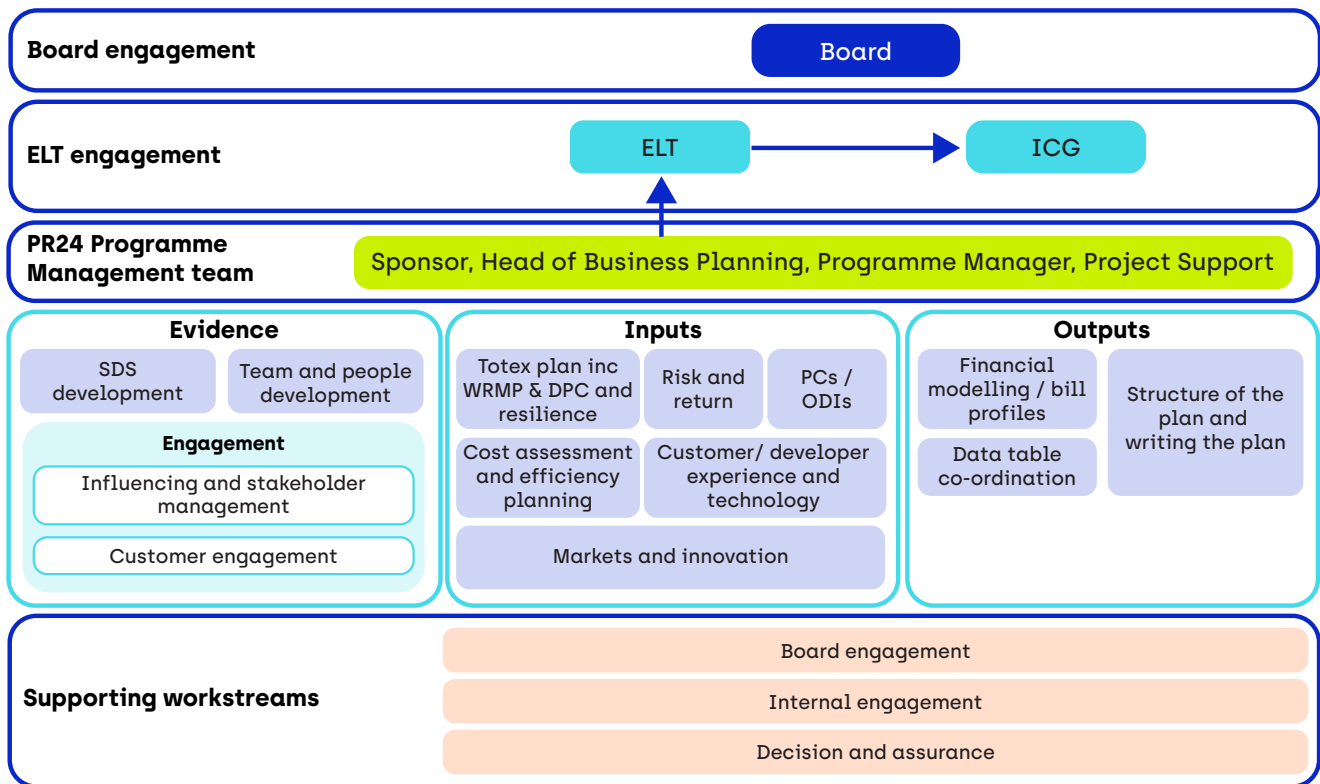 Board engagement
Board
ELT engagement
ELT
ICG
PR24 Programme
Management team
Sponsor, Head of Business Planning, Programme Manager, Project Support
Evidence
SDS
development
Team and people
development
Engagement
Influencing and stakeholder
management
Customer engagement
Inputs
Totex plan inc
WRMP & DPC and
resilience
Risk and
return
PCs /
ODIs
Cost assessment
and efficiency
planning
Customer/ developer
experience and
technology
Markets and innovation
Outputs
Financial
modelling / bill
profiles
Structure of the
plan and
writing the plan
Data table
co-ordination
Supporting workstreams
Board engagement
Internal engagement
Decision and assurance